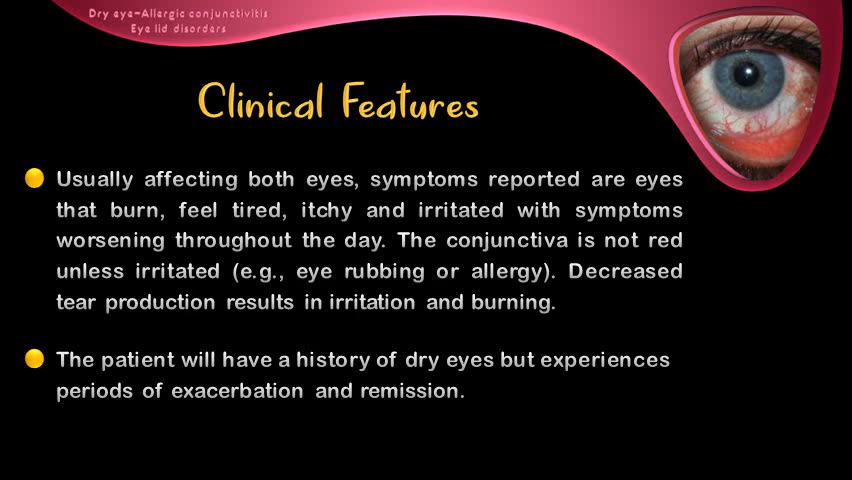 Dry eye-Allergic conjunctivitis
Eye lid disorders
Clinical Features
Usually affecting both eyes, symptoms reported are eyes
that burn, feel tired, itchy and irritated with symptoms
worsening throughout the day. The conjunctiva is not red
unless irritated (e.g., eye rubbing or allergy). Decreased
tear production results in irritation and burning.
The patient will have a history of dry eyes but experiences
periods of exacerbation and remission.